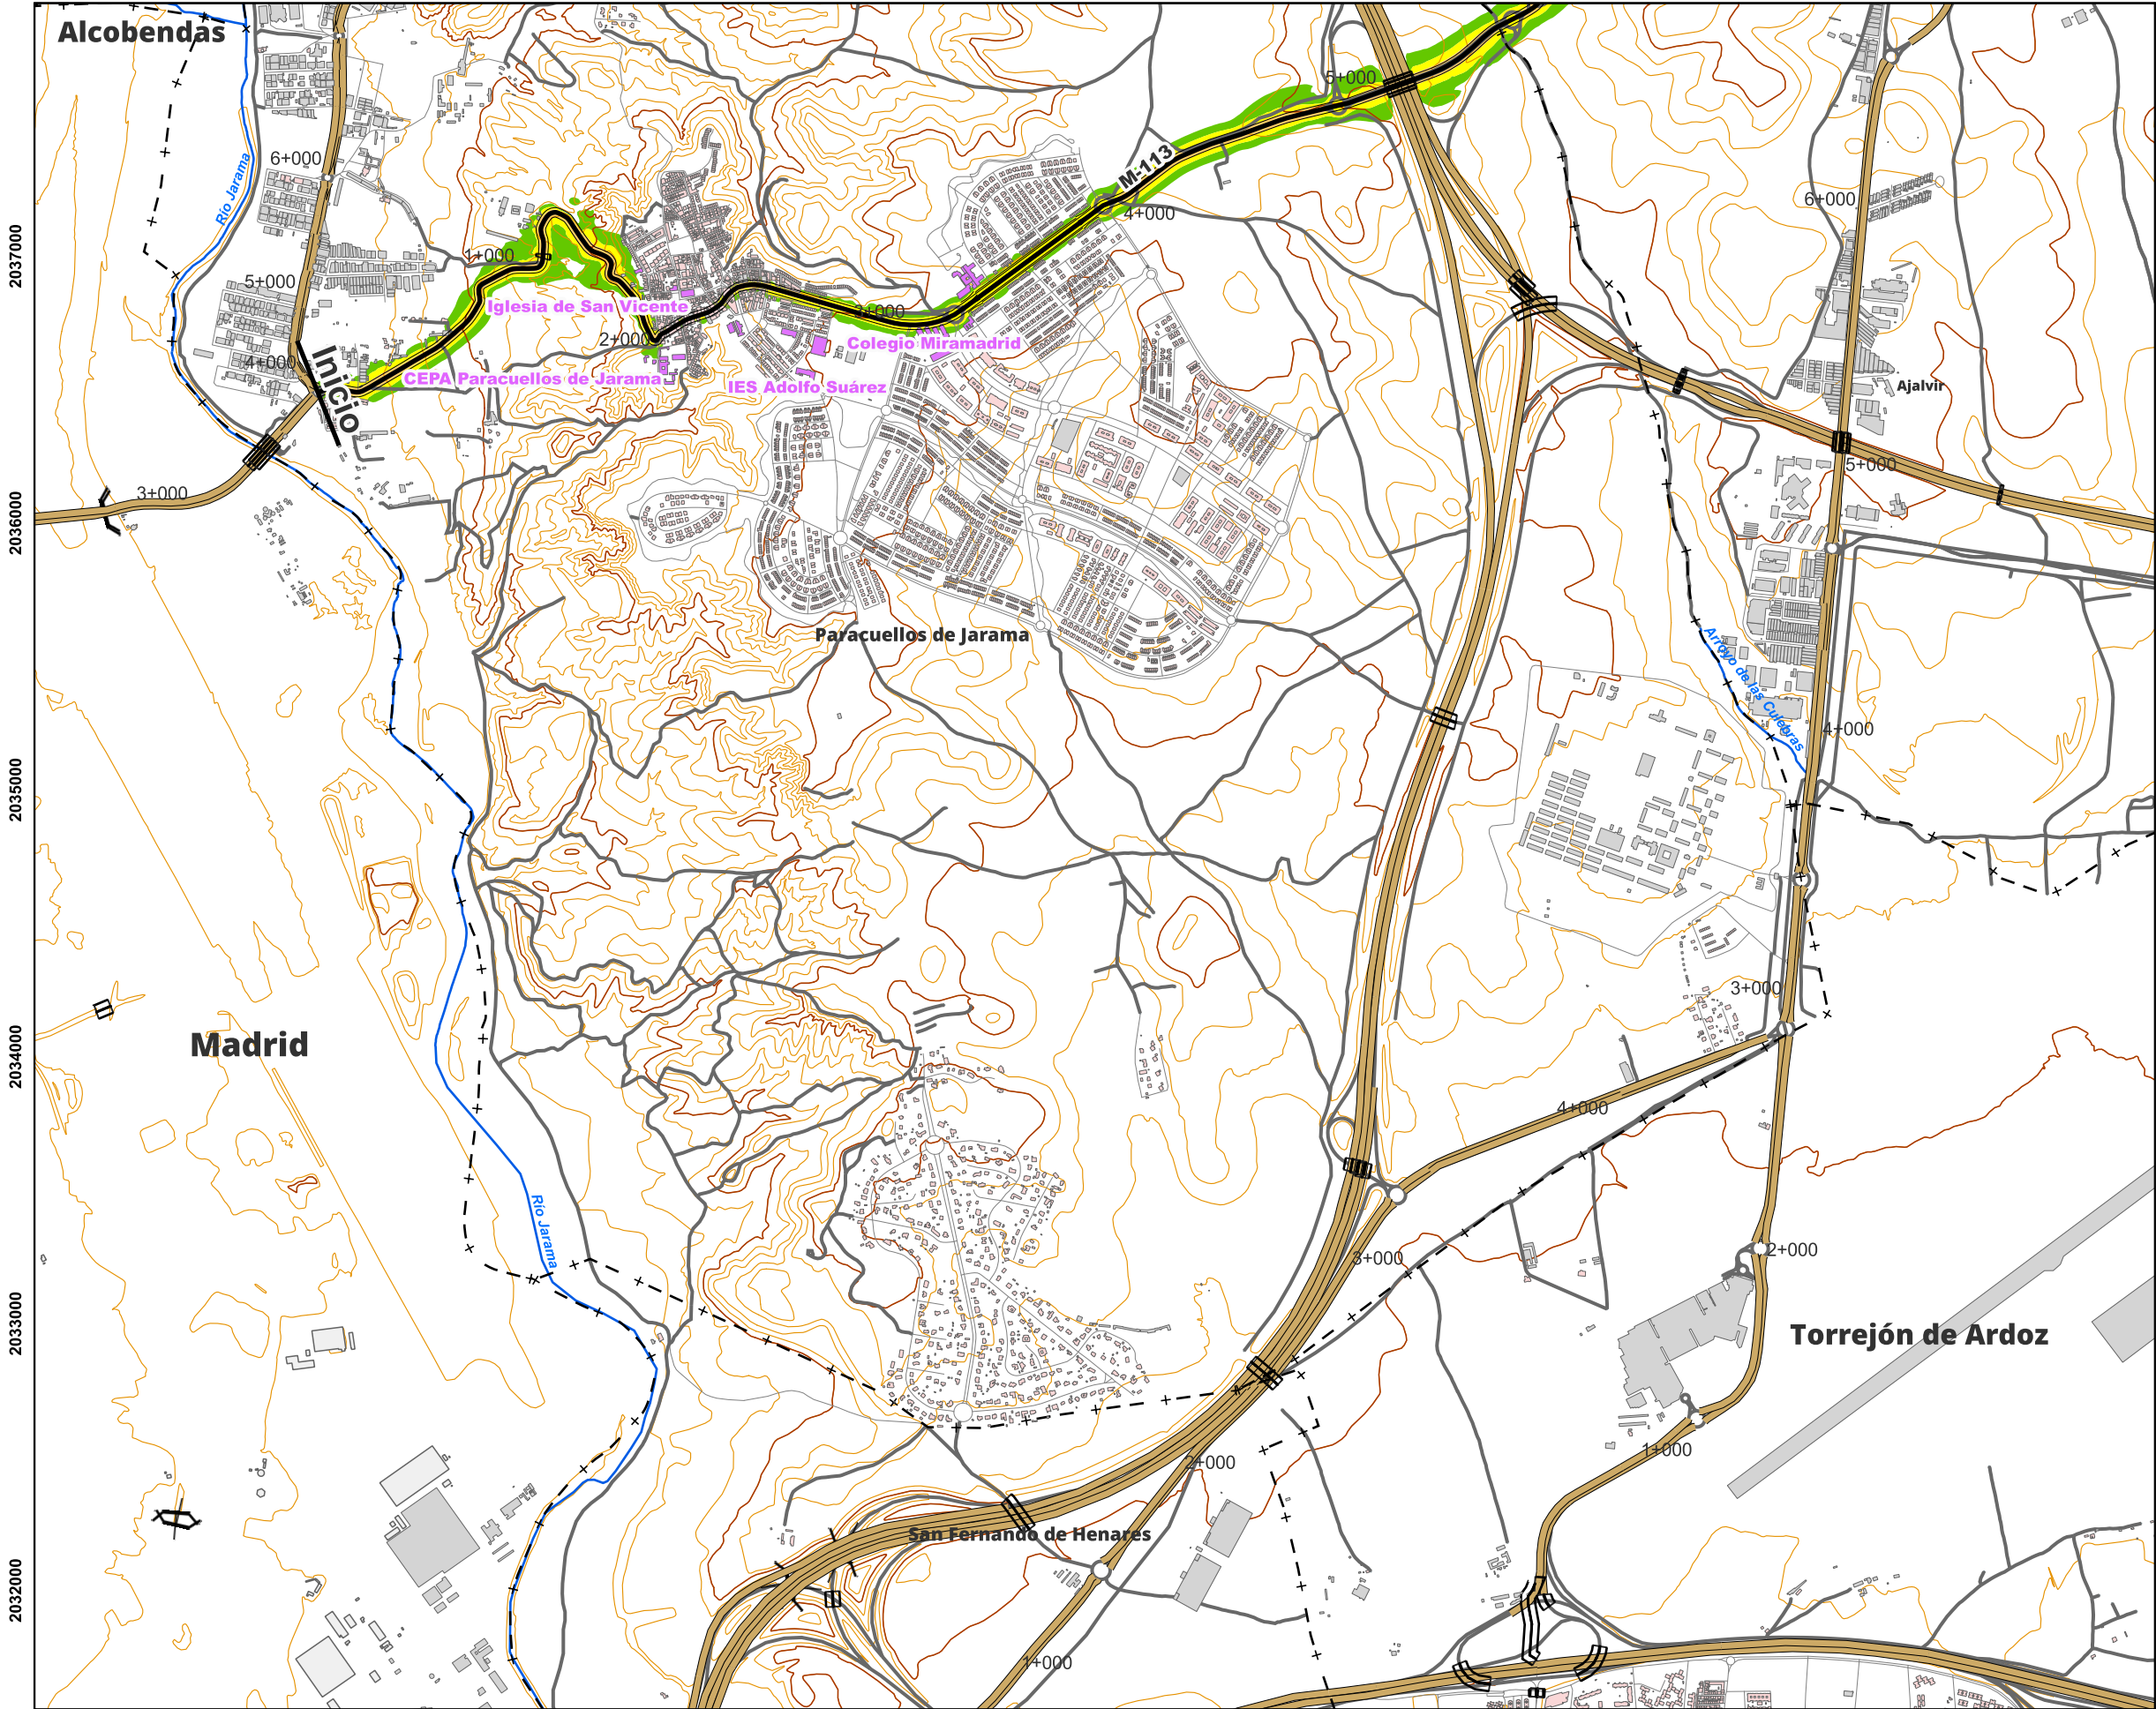 Alcobendas
5+000
Río Jarama
6+000
M-113
6+000
4+000
2037000
1+000
5+000
Iglesia de San Vicente
3+000
2+000
Colegio Miramadrid
4+000
Inicio
CEPA Paracuellos de Jarama
IES Adolfo Suárez
Ajalvir
5+000
3+000
2036000
Paracuellos de Jarama
Arroyo de las Culebras
4+000
2035000
3+000
Madrid
2034000
4+000
Río Jarama
3+000
2+000
2033000
Torrejón de Ardoz
1+000
2+000
San Fernando de Henares
2032000
1+000